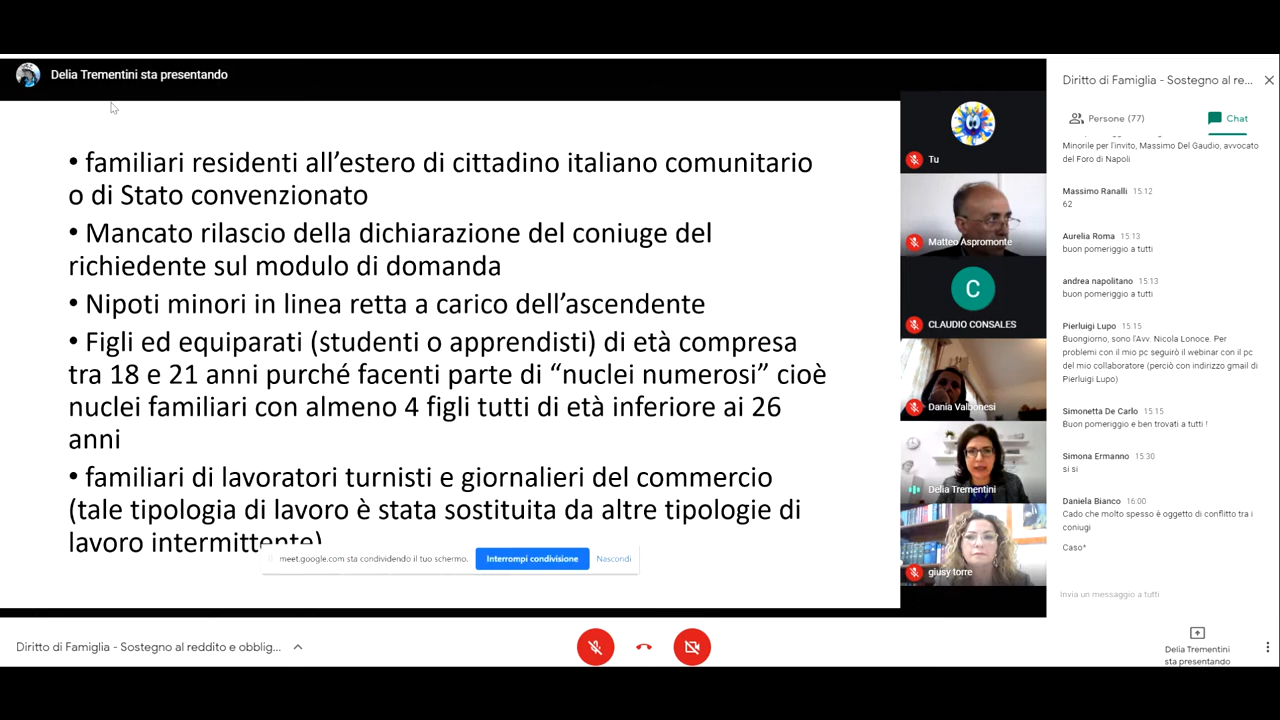 Delia Trementini sta presentando
• familiari residenti all’estero di cittadino italiano comunitario
o di Stato convenzionato
• Mancato rilascio della dichiarazione del coniuge del
richiedente sul modulo di domanda
• Nipoti minori in linea retta a carico dell’ascendente
• Figli ed equiparati (studenti o apprendisti) di età compresa
tra 18 e 21 anni purché facenti parte di “nuclei numerosi” cioè
nuclei familiari con almeno 4 figli tutti di età inferiore ai 26
anni
• familiari di lavoratori turnisti e giornalieri del commercio
(tale tipologia di lavoro è stata sostituita da altre tipologie di
lavoro intermittente)
meet.google.com sta condividendo il tuo schermo.
Interrompi condivisione
Nascondi
Tu
Matteo Aspromonte
C
CLAUDIO CONSALES
Dania Valbonesi
Delia Trementini
giusy torre
Diritto di Famiglia - Sostegno al re...
Persone (77)
Chat
Minorile per l'invito, Massimo Del Gaudio, avvocato
del Foro di Napoli
Massimo Ranalli 15:12
62
Aurelia Roma 15:13
buon pomeriggio a tutti
andrea napolitano 15:13
buon pomeriggio a tutti
Pierluigi Lupo 15:15
Buongiorno, sono l'Avv. Nicola Lonoce. Per
problemi con il mio pc seguirò il webinar con il pc
del mio collaboratore (perciò con indirizzo gmail di
Pierluigi Lupo)
Simonetta De Carlo 15:15
Buon pomeriggio e ben trovati a tutti !
Simona Ermanno 15:30
si si
Daniela Bianco 16:00
Cado che molto spesso è oggetto di conflitto tra i
coniugi
Caso*
Invia un messaggio a tutti
Diritto di Famiglia - Sostegno al reddito e obblig...
Delia Trementini
sta presentando